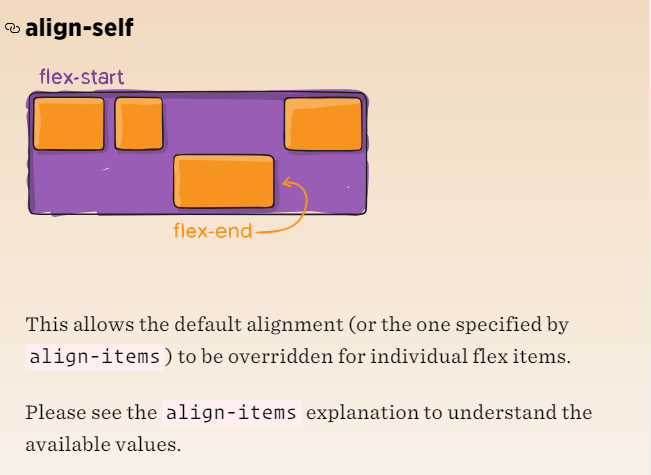 align-self
flex-start
flex-end
This allows the default alignment (or the one specified by
align-items) to be overridden for individual flex items.
Please see the align-items explanation to understand the
available values.